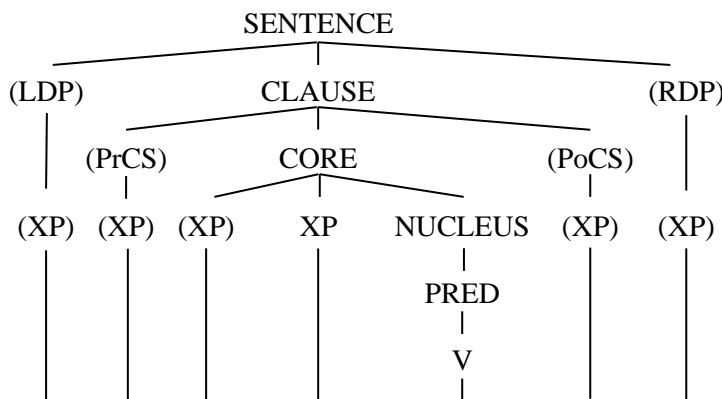 SENTENCE
(LDP) CLAUSE (RDP)
(PrCS) CORE (PoCS)
(XP) (XP) (XP) XP NUCLEUS (XP) (XP)
PRED
V